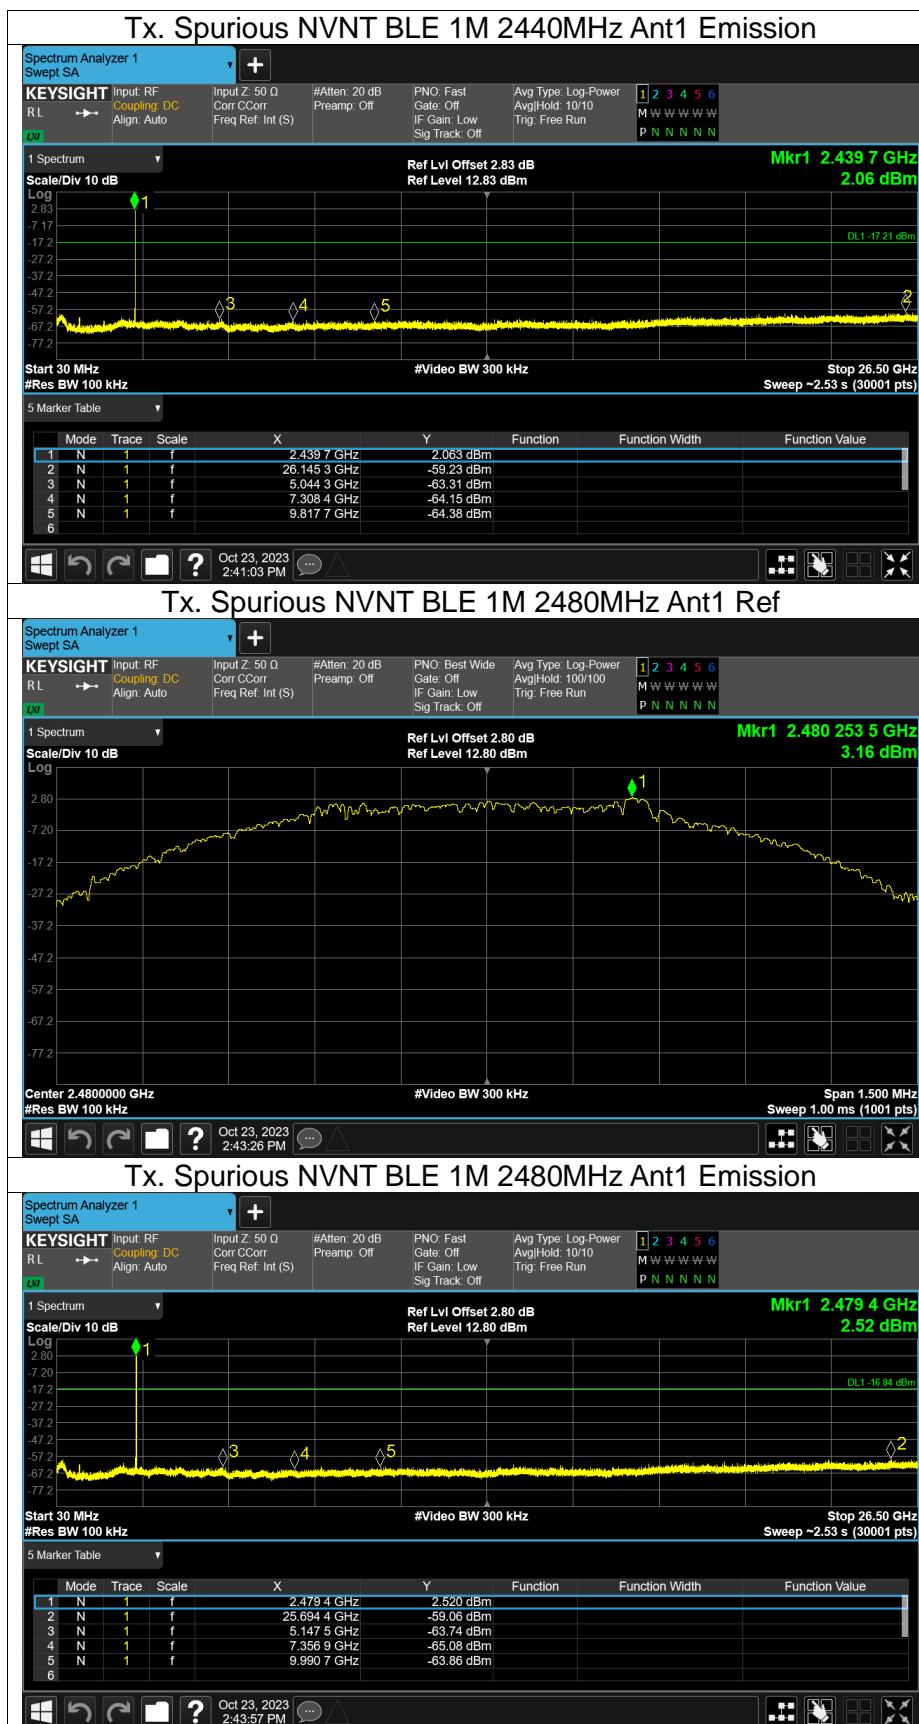 Tx. Spurious NVNT BLE 1M 2440MHz Ant1 Emission
Spectrum Analyzer 1
Swept SA
+
KEYSIGHT Input: RF Input Z: 50 Ω #Atten: 20 dB PNO: Fast Avg Type: Log-Power 1 2 3 4 5 6
R L Coupling: DC Corr CCorr Preamp: Off Gate: Off Avg|Hold: 10/10 M W W W W W
Align: Auto Freq Ref: Int (S) IF Gain: Low Trig: Free Run
LXI Sig Track: Off P N N N N N
1 Spectrum Ref Lvl Offset 2.83 dB Mkr1 2.439 7 GHz
Scale/Div 10 dB Ref Level 12.83 dBm 2.06 dBm
Log
1
2.83
-7.17
-17.2 DL1 -17.21 dBm
-27.2
-37.2
-47.2
-57.2 3 4 5 2
-67.2
-77.2
Start 30 MHz #Video BW 300 kHz Stop 26.50 GHz
#Res BW 100 kHz Sweep ~2.53 s (30001 pts)
5 Marker Table
Mode Trace Scale X Y Function Function Width Function Value
1 N 1 f 2.439 7 GHz 2.063 dBm
2 N 1 f 26.145 3 GHz -59.23 dBm
3 N 1 f 5.044 3 GHz -63.31 dBm
4 N 1 f 7.308 4 GHz -64.15 dBm
5 N 1 f 9.817 7 GHz -64.38 dBm
6
? Oct 23, 2023
2:41:03 PM
Tx. Spurious NVNT BLE 1M 2480MHz Ant1 Ref
Spectrum Analyzer 1
Swept SA
+
KEYSIGHT Input: RF Input Z: 50 Ω #Atten: 20 dB PNO: Best Wide Avg Type: Log-Power 1 2 3 4 5 6
R L Coupling: DC Corr CCorr Preamp: Off Gate: Off Avg|Hold: 100/100 M W W W W W
Align: Auto Freq Ref: Int (S) IF Gain: Low Trig: Free Run
LXI Sig Track: Off P N N N N N
1 Spectrum Ref Lvl Offset 2.80 dB Mkr1 2.480 253 5 GHz
Scale/Div 10 dB Ref Level 12.80 dBm 3.16 dBm
Log
1
2.80
-7.20
-17.2
-27.2
-37.2
-47.2
-57.2
-67.2
-77.2
Center 2.4800000 GHz #Video BW 300 kHz Span 1.500 MHz
#Res BW 100 kHz Sweep 1.00 ms (1001 pts)
? Oct 23, 2023
2:43:26 PM
Tx. Spurious NVNT BLE 1M 2480MHz Ant1 Emission
Spectrum Analyzer 1
Swept SA
+
KEYSIGHT Input: RF Input Z: 50 Ω #Atten: 20 dB PNO: Fast Avg Type: Log-Power 1 2 3 4 5 6
R L Coupling: DC Corr CCorr Preamp: Off Gate: Off Avg|Hold: 10/10 M W W W W W
Align: Auto Freq Ref: Int (S) IF Gain: Low Trig: Free Run
LXI Sig Track: Off P N N N N N
1 Spectrum Ref Lvl Offset 2.80 dB Mkr1 2.479 4 GHz
Scale/Div 10 dB Ref Level 12.80 dBm 2.52 dBm
Log
1
2.80
-7.20
-17.2 DL1 -16.84 dBm
-27.2
-37.2
-47.2
-57.2 3 4 5 2
-67.2
-77.2
Start 30 MHz #Video BW 300 kHz Stop 26.50 GHz
#Res BW 100 kHz Sweep ~2.53 s (30001 pts)
5 Marker Table
Mode Trace Scale X Y Function Function Width Function Value
1 N 1 f 2.479 4 GHz 2.520 dBm
2 N 1 f 25.694 4 GHz -59.06 dBm
3 N 1 f 5.147 5 GHz -63.74 dBm
4 N 1 f 7.356 9 GHz -65.08 dBm
5 N 1 f 9.990 7 GHz -63.86 dBm
6
? Oct 23, 2023
2:43:57 PM